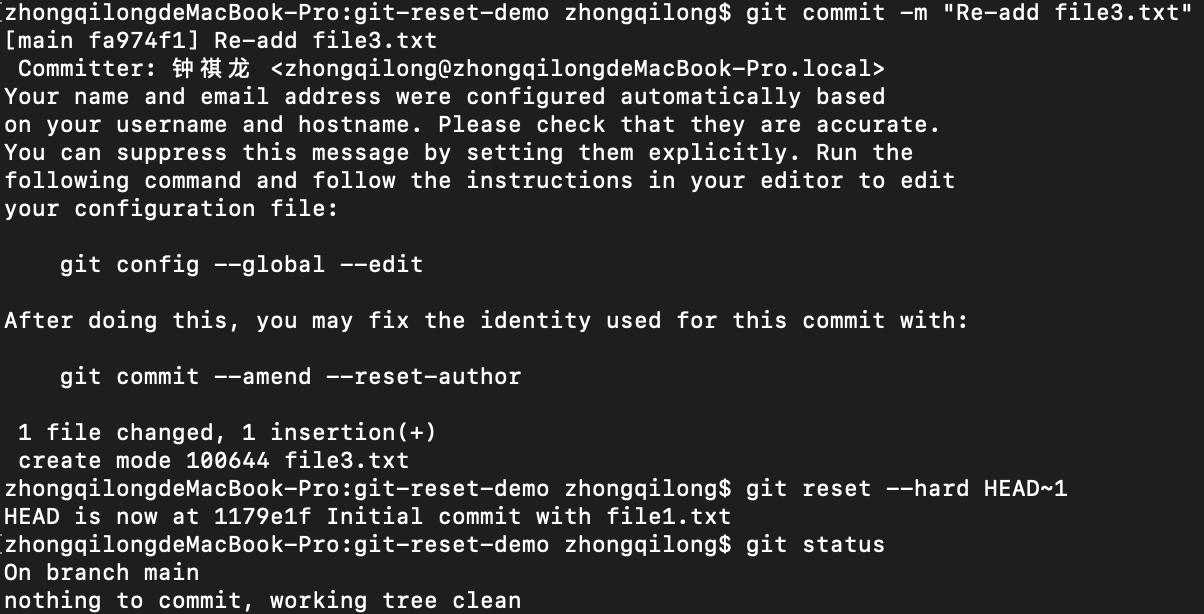 zhongqilongdeMacBook-Pro:git-reset-demo zhongqilong$ git commit -m "Re-add file3.txt"
[main fa974f1] Re-add file3.txt
 Committer: 钟祺龙 <zhongqilong@zhongqilongdeMacBook-Pro.local>
Your name and email address were configured automatically based
on your username and hostname. Please check that they are accurate.
You can suppress this message by setting them explicitly. Run the
following command and follow the instructions in your editor to edit
your configuration file:

    git config --global --edit

After doing this, you may fix the identity used for this commit with:

    git commit --amend --reset-author

 1 file changed, 1 insertion(+)
 create mode 100644 file3.txt
zhongqilongdeMacBook-Pro:git-reset-demo zhongqilong$ git reset --hard HEAD~1
HEAD is now at 1179e1f Initial commit with file1.txt
zhongqilongdeMacBook-Pro:git-reset-demo zhongqilong$ git status
On branch main
nothing to commit, working tree clean